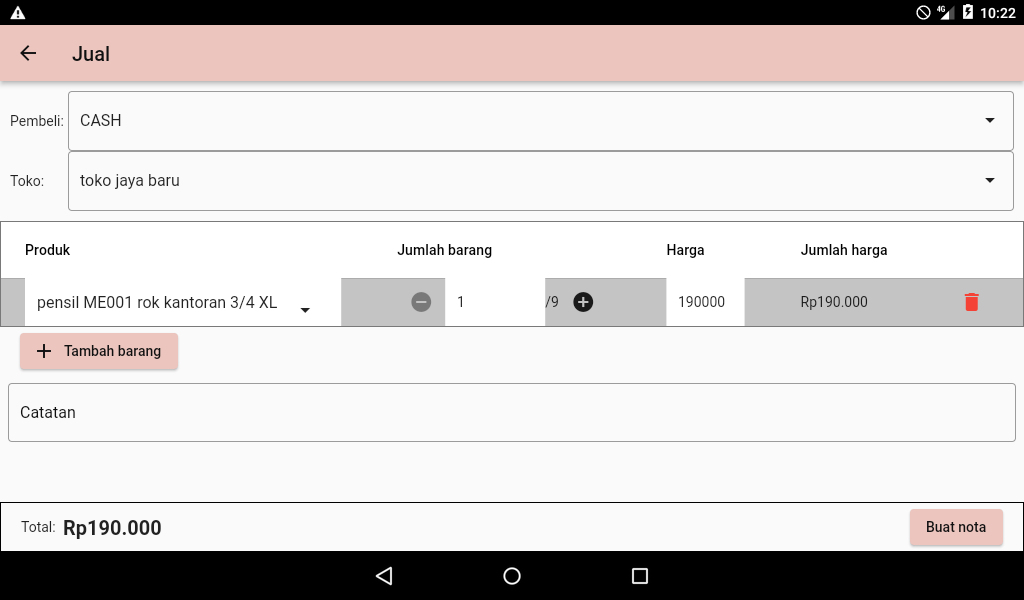 4G 10:22
Jual
Pembeli: CASH
Toko: toko jaya baru
Produk Jumlah barang Harga Jumlah harga
pensil ME001 rok kantoran 3/4 XL 1 /9 190000 Rp190.000
Tambah barang
Catatan
Total: Rp190.000 Buat nota